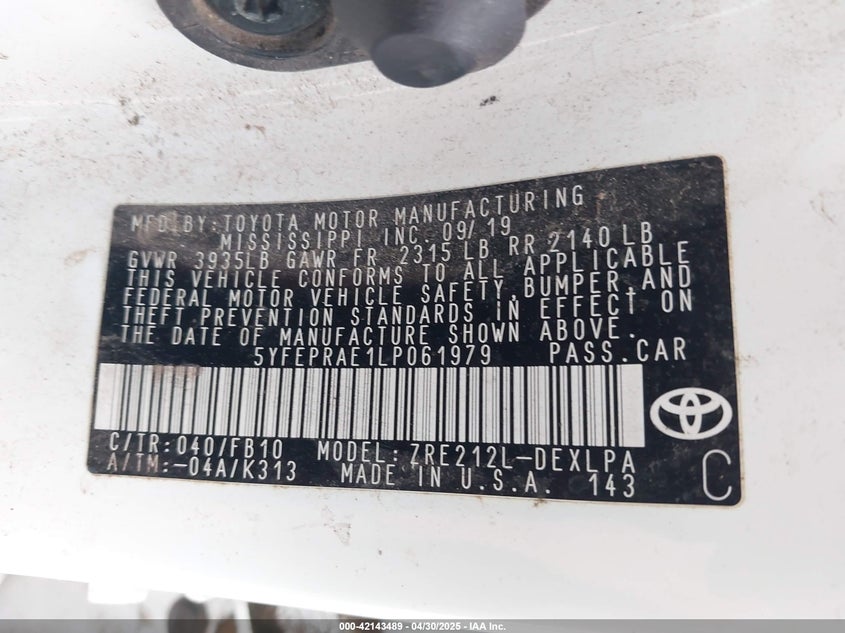 MFD.BY:TOYOTA MOTOR MANUFACTURING
MISSISSIPPI INC. 09/19
GVWR 3935LB GAWR FR 2315 LB RR 2140 LB
THIS VEHICLE CONFORMS TO ALL APPLICABLE
FEDERAL MOTOR VEHICLE SAFETY, BUMPER, AND
THEFT PREVENTION STANDARDS IN EFFECT ON
THE DATE OF MANUFACTURE SHOWN ABOVE.
5YFEPRAE1LP061979 PASS.CAR
C/TR:040/FB10 MODEL:ZRE212L-DEXLPA
A/TM:-04A/K313 MADE IN U.S.A. 143
C
000-42143489 - 04/30/2025 - IAA Inc.